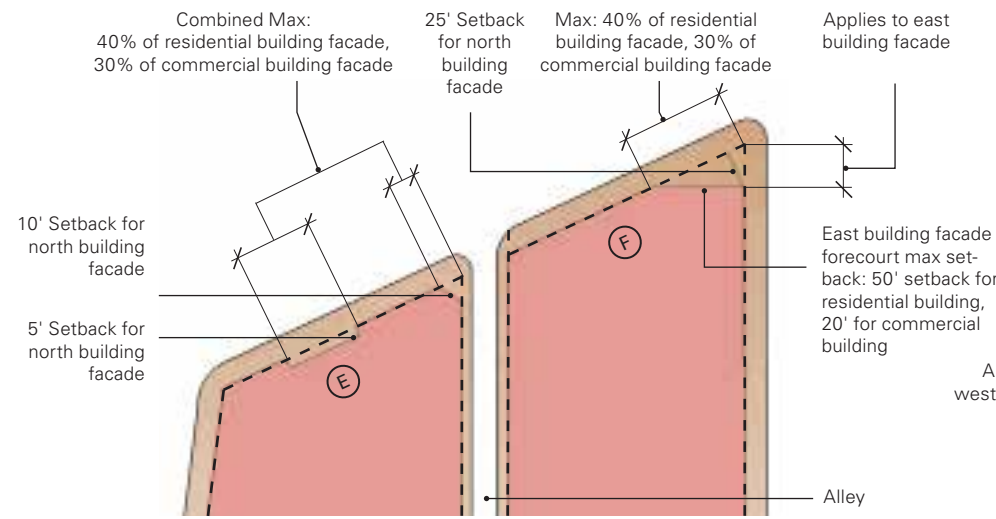 Combined Max:
40% of residential building facade,
30% of commercial building facade
25' Setback
for north
building
facade
Max: 40% of residential
building facade, 30% of
commercial building facade
Applies to east
building facade
10' Setback for
north building
facade
5' Setback for
north building
facade
E
F
East building facade
forecourt max set-
back: 50' setback for
residential building,
20' for commercial
building
A
west
Alley